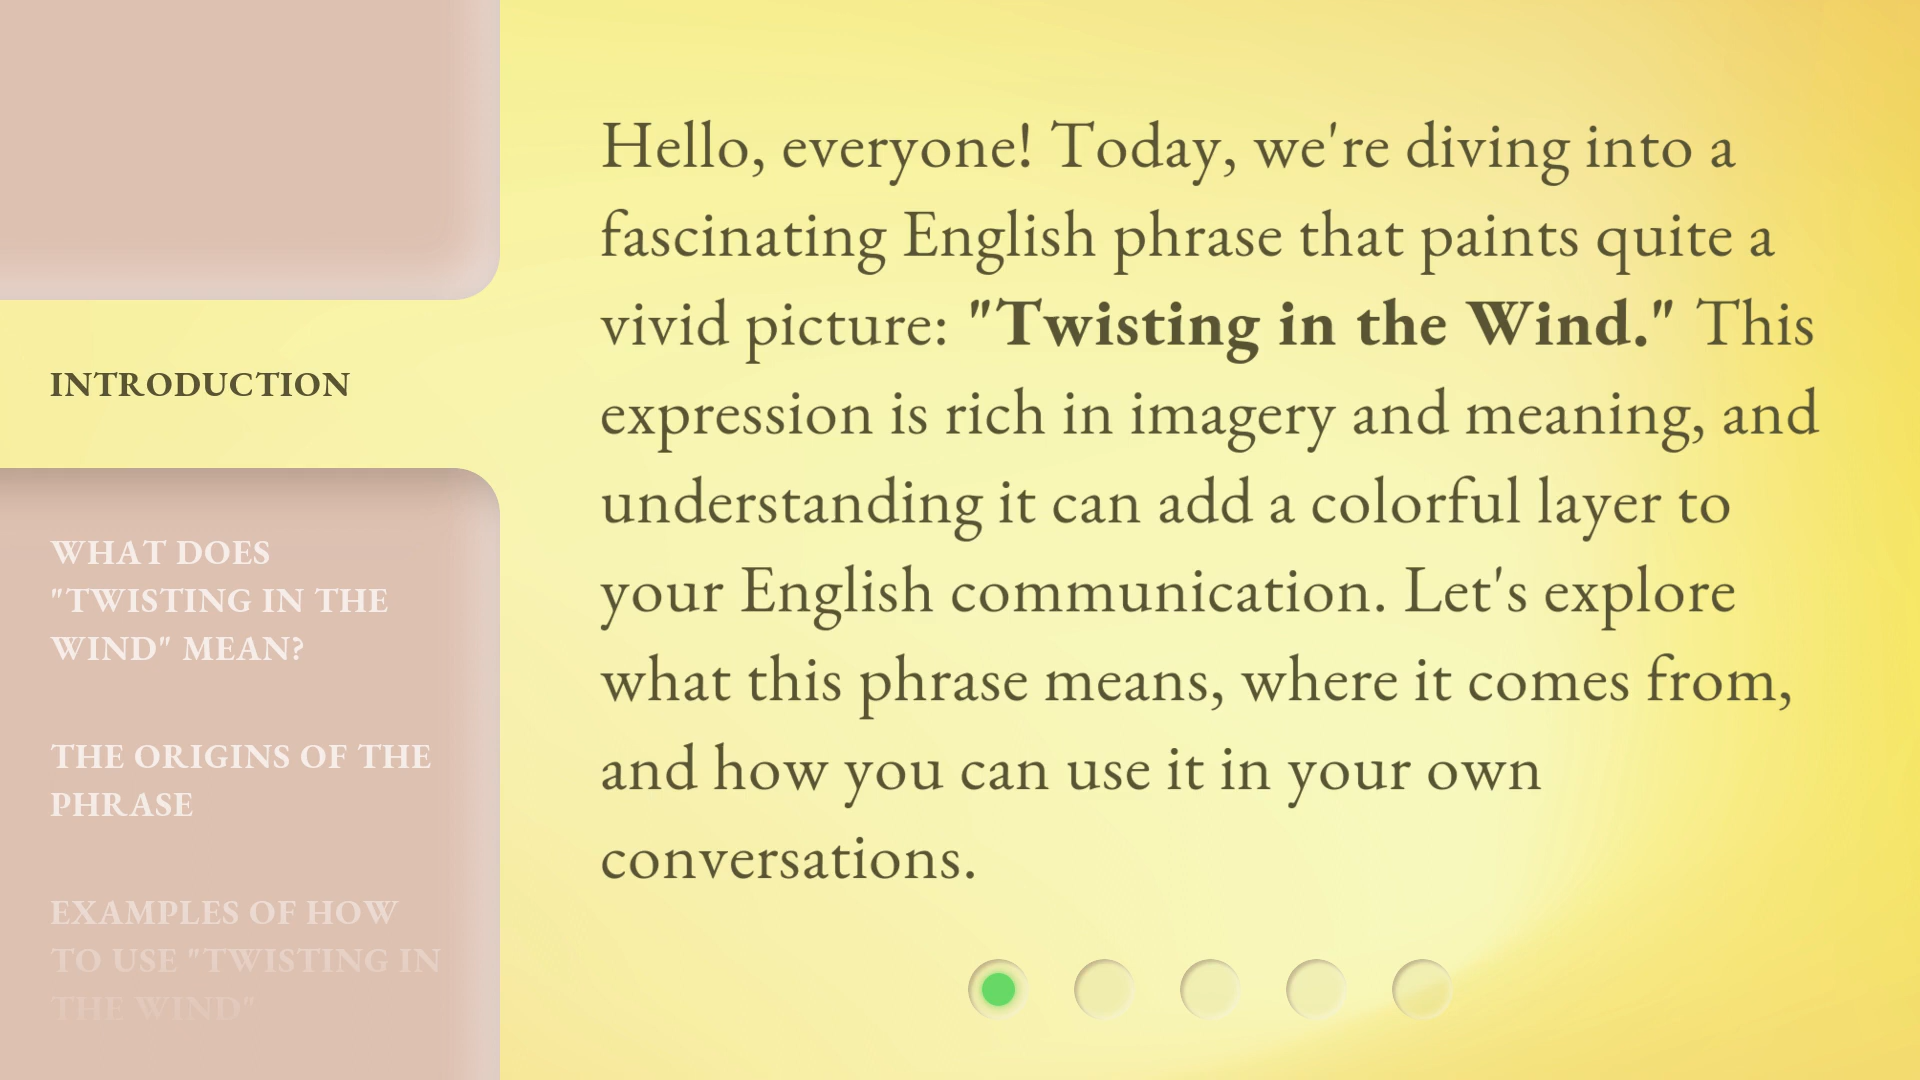 INTRODUCTION
WHAT DOES
"TWISTING IN THE
WIND" MEAN?
THE ORIGINS OF THE
PHRASE
EXAMPLES OF HOW
TO USE "TWISTING IN
THE WIND"
Hello, everyone! Today, we're diving into a
fascinating English phrase that paints quite a
vivid picture: "Twisting in the Wind." This
expression is rich in imagery and meaning, and
understanding it can add a colorful layer to
your English communication. Let's explore
what this phrase means, where it comes from,
and how you can use it in your own
conversations.